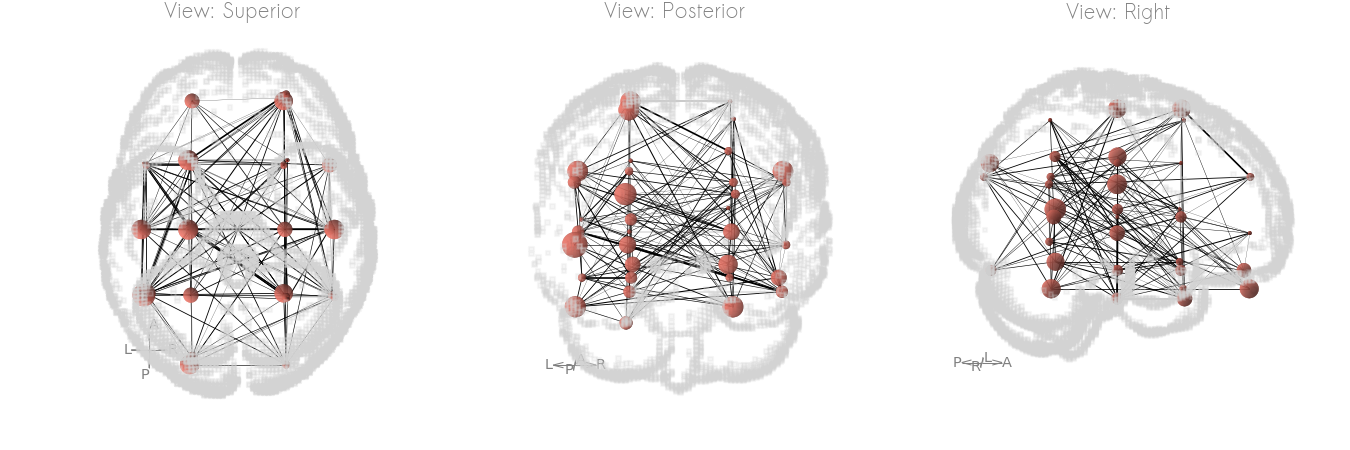 View: Superior
View: Posterior
View: Right
L
P
L<P/ >R
P<R/L>A